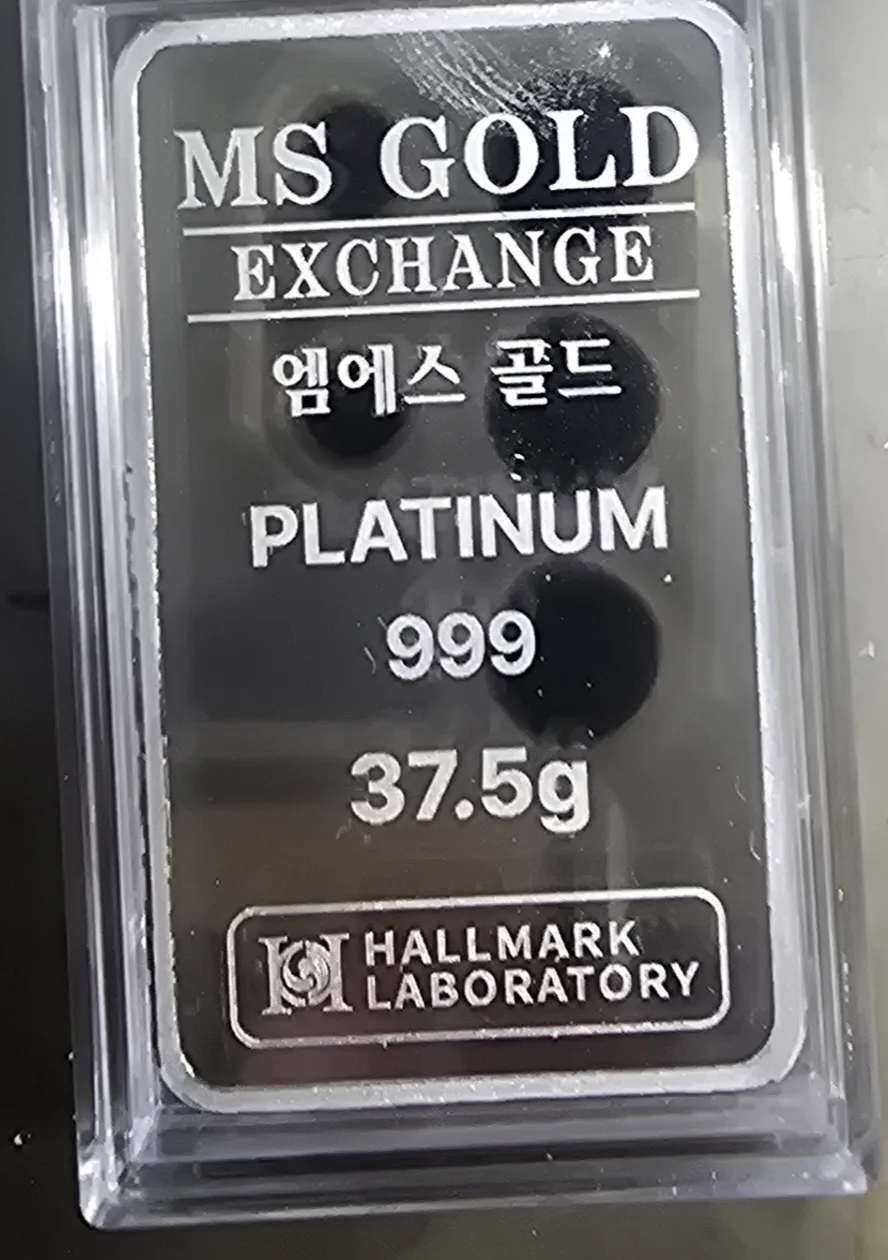 MS GOLD
EXCHANGE
엠에스 골드
PLATINUM
999
37.5g
HALLMARK
LABORATORY